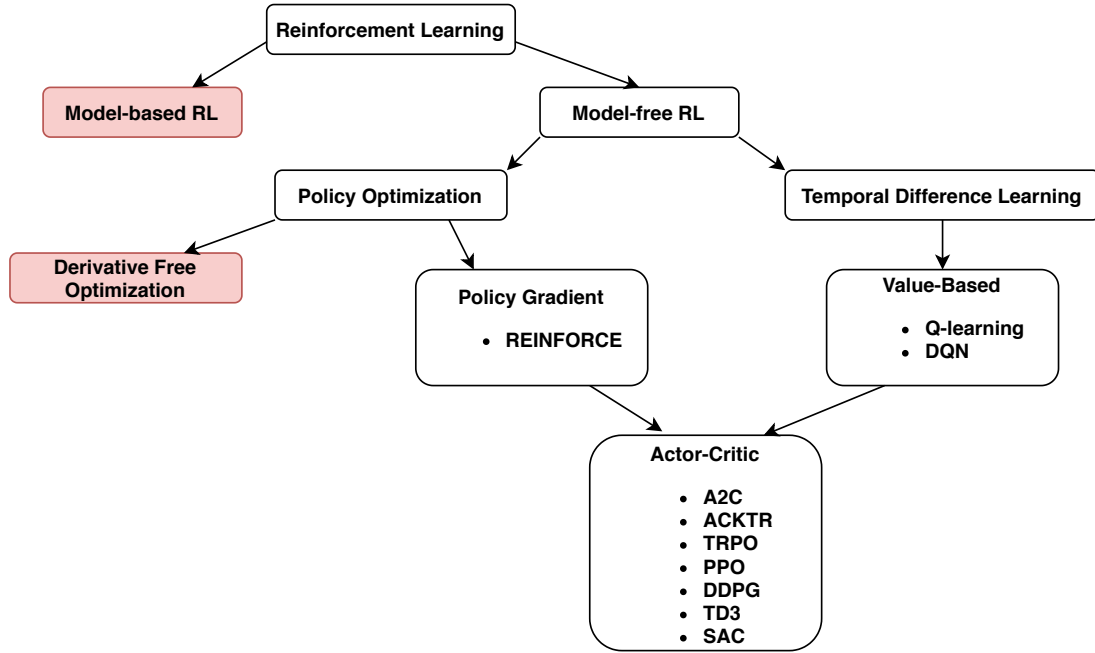 Reinforcement Learning
Model-based RL
Model-free RL
Policy Optimization
Temporal Difference Learning
Derivative Free
Optimization
Policy Gradient
• REINFORCE
Value-Based
• Q-learning
• DQN
Actor-Critic
• A2C
• ACKTR
• TRPO
• PPO
• DDPG
• TD3
• SAC